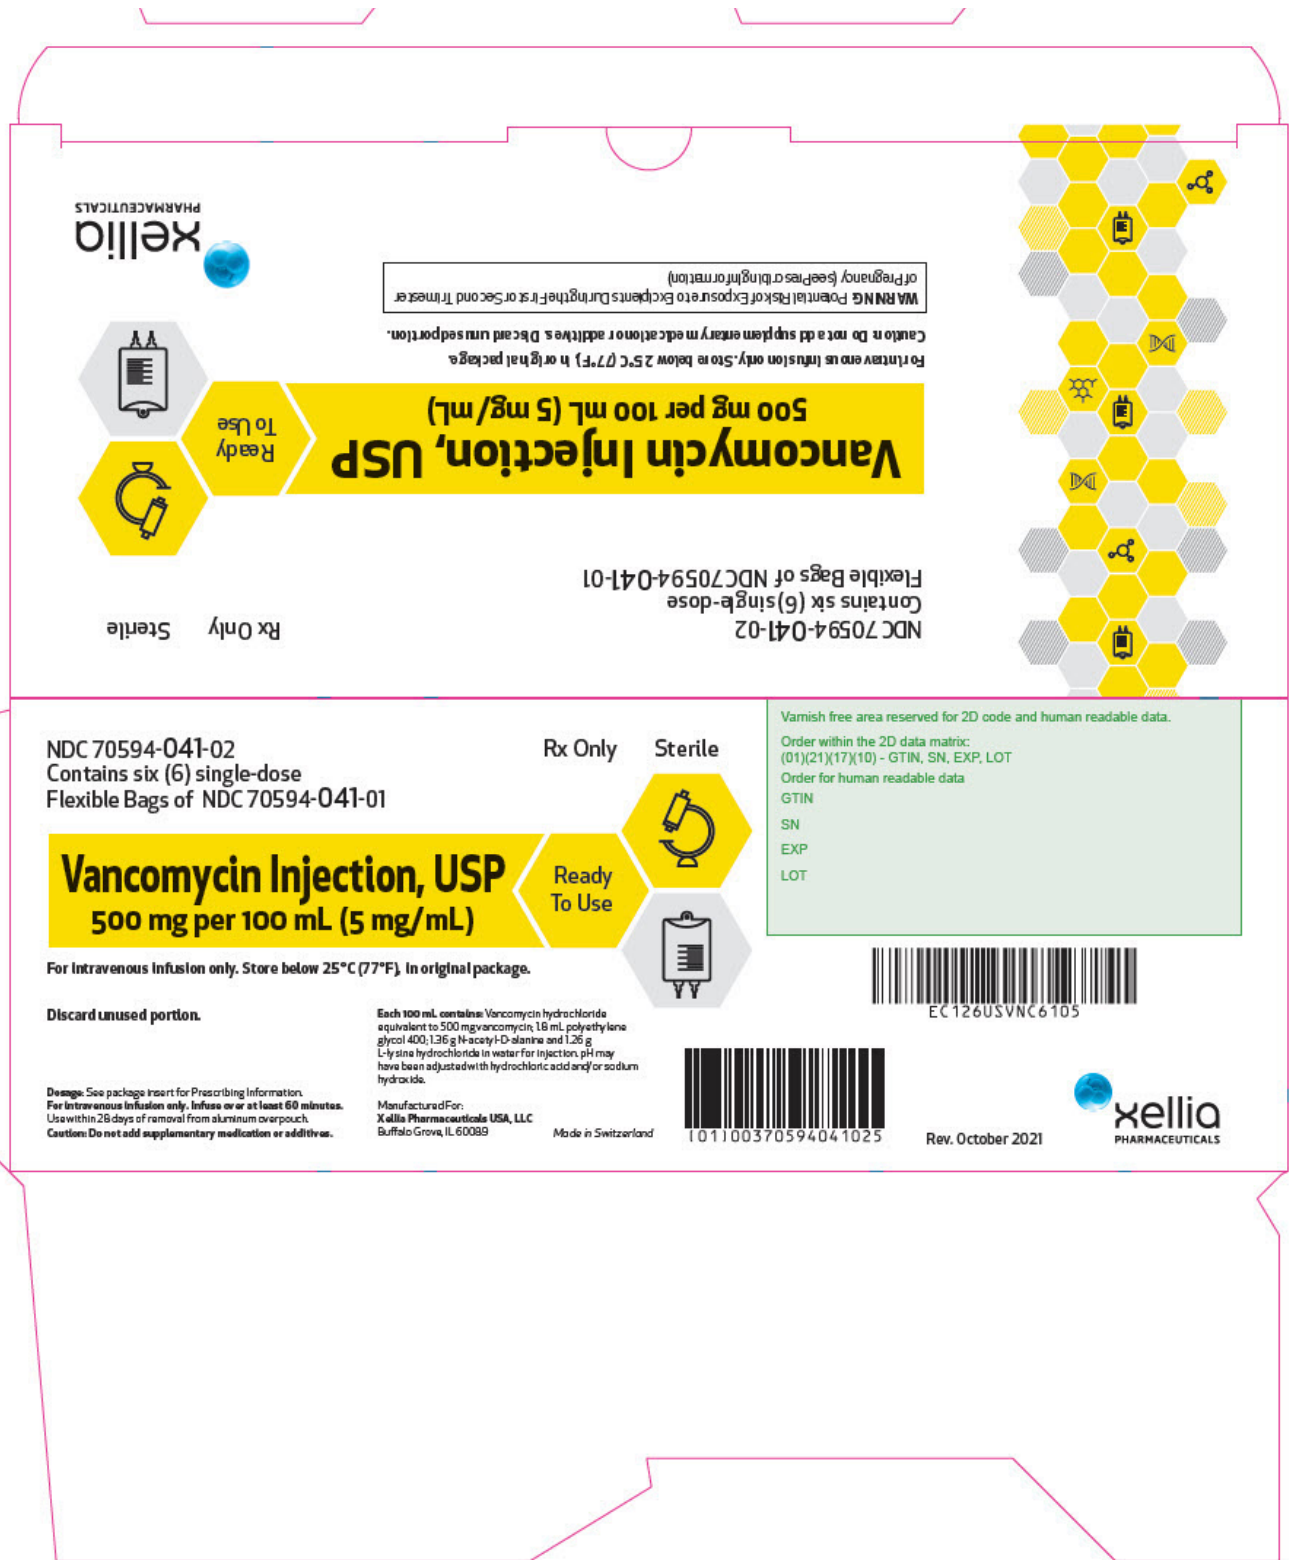 xellia
PHARMACEUTICALS
NDC 70594-041-02
Contains six (6) single-dose
Flexible Bags of NDC 70594-041-01
Rx Only
Sterile
Vancomycin Injection, USP
500 mg per 100 mL (5 mg/mL)
Ready
To Use
For intravenous infusion only. Store below 25°C (77°F), in original package.
Caution: Do not add supplementary medication or additives. Discard unused portion.
WARNING: Potential Risk of Exposure to Excipients During the First or Second Trimester
of Pregnancy (see Prescribing Information)
NDC 70594-041-02
Contains six (6) single-dose
Flexible Bags of NDC 70594-041-01
Rx Only
Sterile
Vancomycin Injection, USP
500 mg per 100 mL (5 mg/mL)
Ready
To Use
For intravenous infusion only. Store below 25°C (77°F), in original package.
Discard unused portion.
Dosage: See package insert for Prescribing Information.
For intravenous infusion only. Infuse over at least 60 minutes.
Use within 28 days of removal from aluminum overpouch.
Caution: Do not add supplementary medication or additives.
Each 100 mL contains: Vancomycin hydrochloride
equivalent to 500 mg vancomycin; 1.8 mL polyethylene
glycol 400; 1.36 g N-acetyl-D-alanine and 1.26 g
L-lysine hydrochloride in water for injection. pH may
have been adjusted with hydrochloric acid and/or sodium
hydroxide.
Manufactured For:
Xellia Pharmaceuticals USA, LLC
Buffalo Grove, IL 60089
Made in Switzerland
Varnish free area reserved for 2D code and human readable data.
Order within the 2D data matrix:
(01)(21)(17)(10) - GTIN, SN, EXP, LOT
Order for human readable data
GTIN
SN
EXP
LOT
EC126USVNC6105
(01)00370594041025
Rev. October 2021
xellia
PHARMACEUTICALS